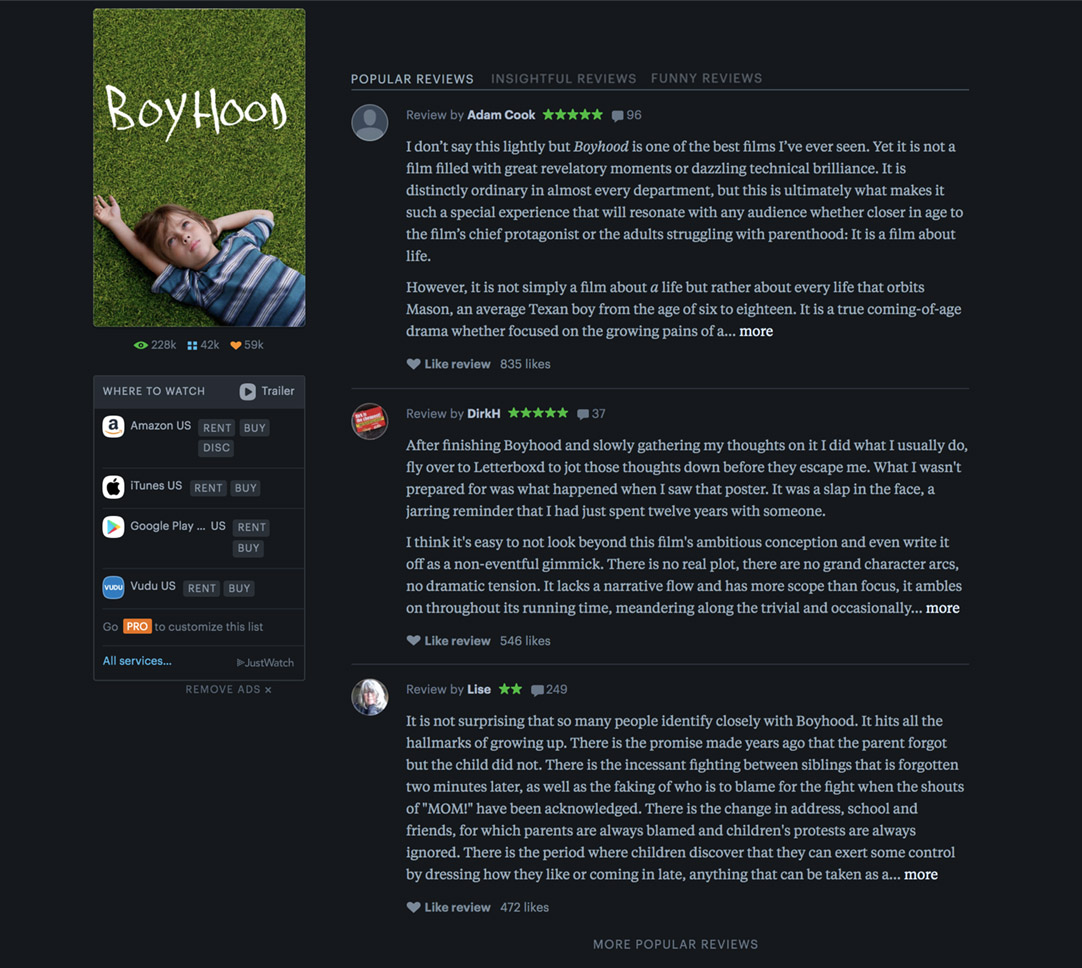 BOYHOOD
228k 42k 59k
WHERE TO WATCH Trailer
Amazon US RENT BUY
DISC
iTunes US RENT BUY
Google Play ... US RENT
BUY
VUDU Vudu US RENT BUY
Go PRO to customize this list
All services... JustWatch
REMOVE ADS ×
POPULAR REVIEWS INSIGHTFUL REVIEWS FUNNY REVIEWS
Review by Adam Cook ★★★★★ 96
I don’t say this lightly but Boyhood is one of the best films I’ve ever seen. Yet it is not a
film filled with great revelatory moments or dazzling technical brilliance. It is
distinctly ordinary in almost every department, but this is ultimately what makes it
such a special experience that will resonate with any audience whether closer in age to
the film’s chief protagonist or the adults struggling with parenthood: It is a film about
life.
However, it is not simply a film about a life but rather about every life that orbits
Mason, an average Texan boy from the age of six to eighteen. It is a true coming-of-age
drama whether focused on the growing pains of a... more
Like review 835 likes
Review by DirkH ★★★★★ 37
After finishing Boyhood and slowly gathering my thoughts on it I did what I usually do,
fly over to Letterboxd to jot those thoughts down before they escape me. What I wasn't
prepared for was what happened when I saw that poster. It was a slap in the face, a
jarring reminder that I had just spent twelve years with someone.
I think it's easy to not look beyond this film's ambitious conception and even write it
off as a non-eventful gimmick. There is no real plot, there are no grand character arcs,
no dramatic tension. It lacks a narrative flow and has more scope than focus, it ambles
on throughout its running time, meandering along the trivial and occasionally... more
Like review 546 likes
Review by Lise ★★ 249
It is not surprising that so many people identify closely with Boyhood. It hits all the
hallmarks of growing up. There is the promise made years ago that the parent forgot
but the child did not. There is the incessant fighting between siblings that is forgotten
two minutes later, as well as the faking of who is to blame for the fight when the shouts
of "MOM!" have been acknowledged. There is the change in address, school and
friends, for which parents are always blamed and children's protests are always
ignored. There is the period where children discover that they can exert some control
by dressing how they like or coming in late, anything that can be taken as a... more
Like review 472 likes
MORE POPULAR REVIEWS